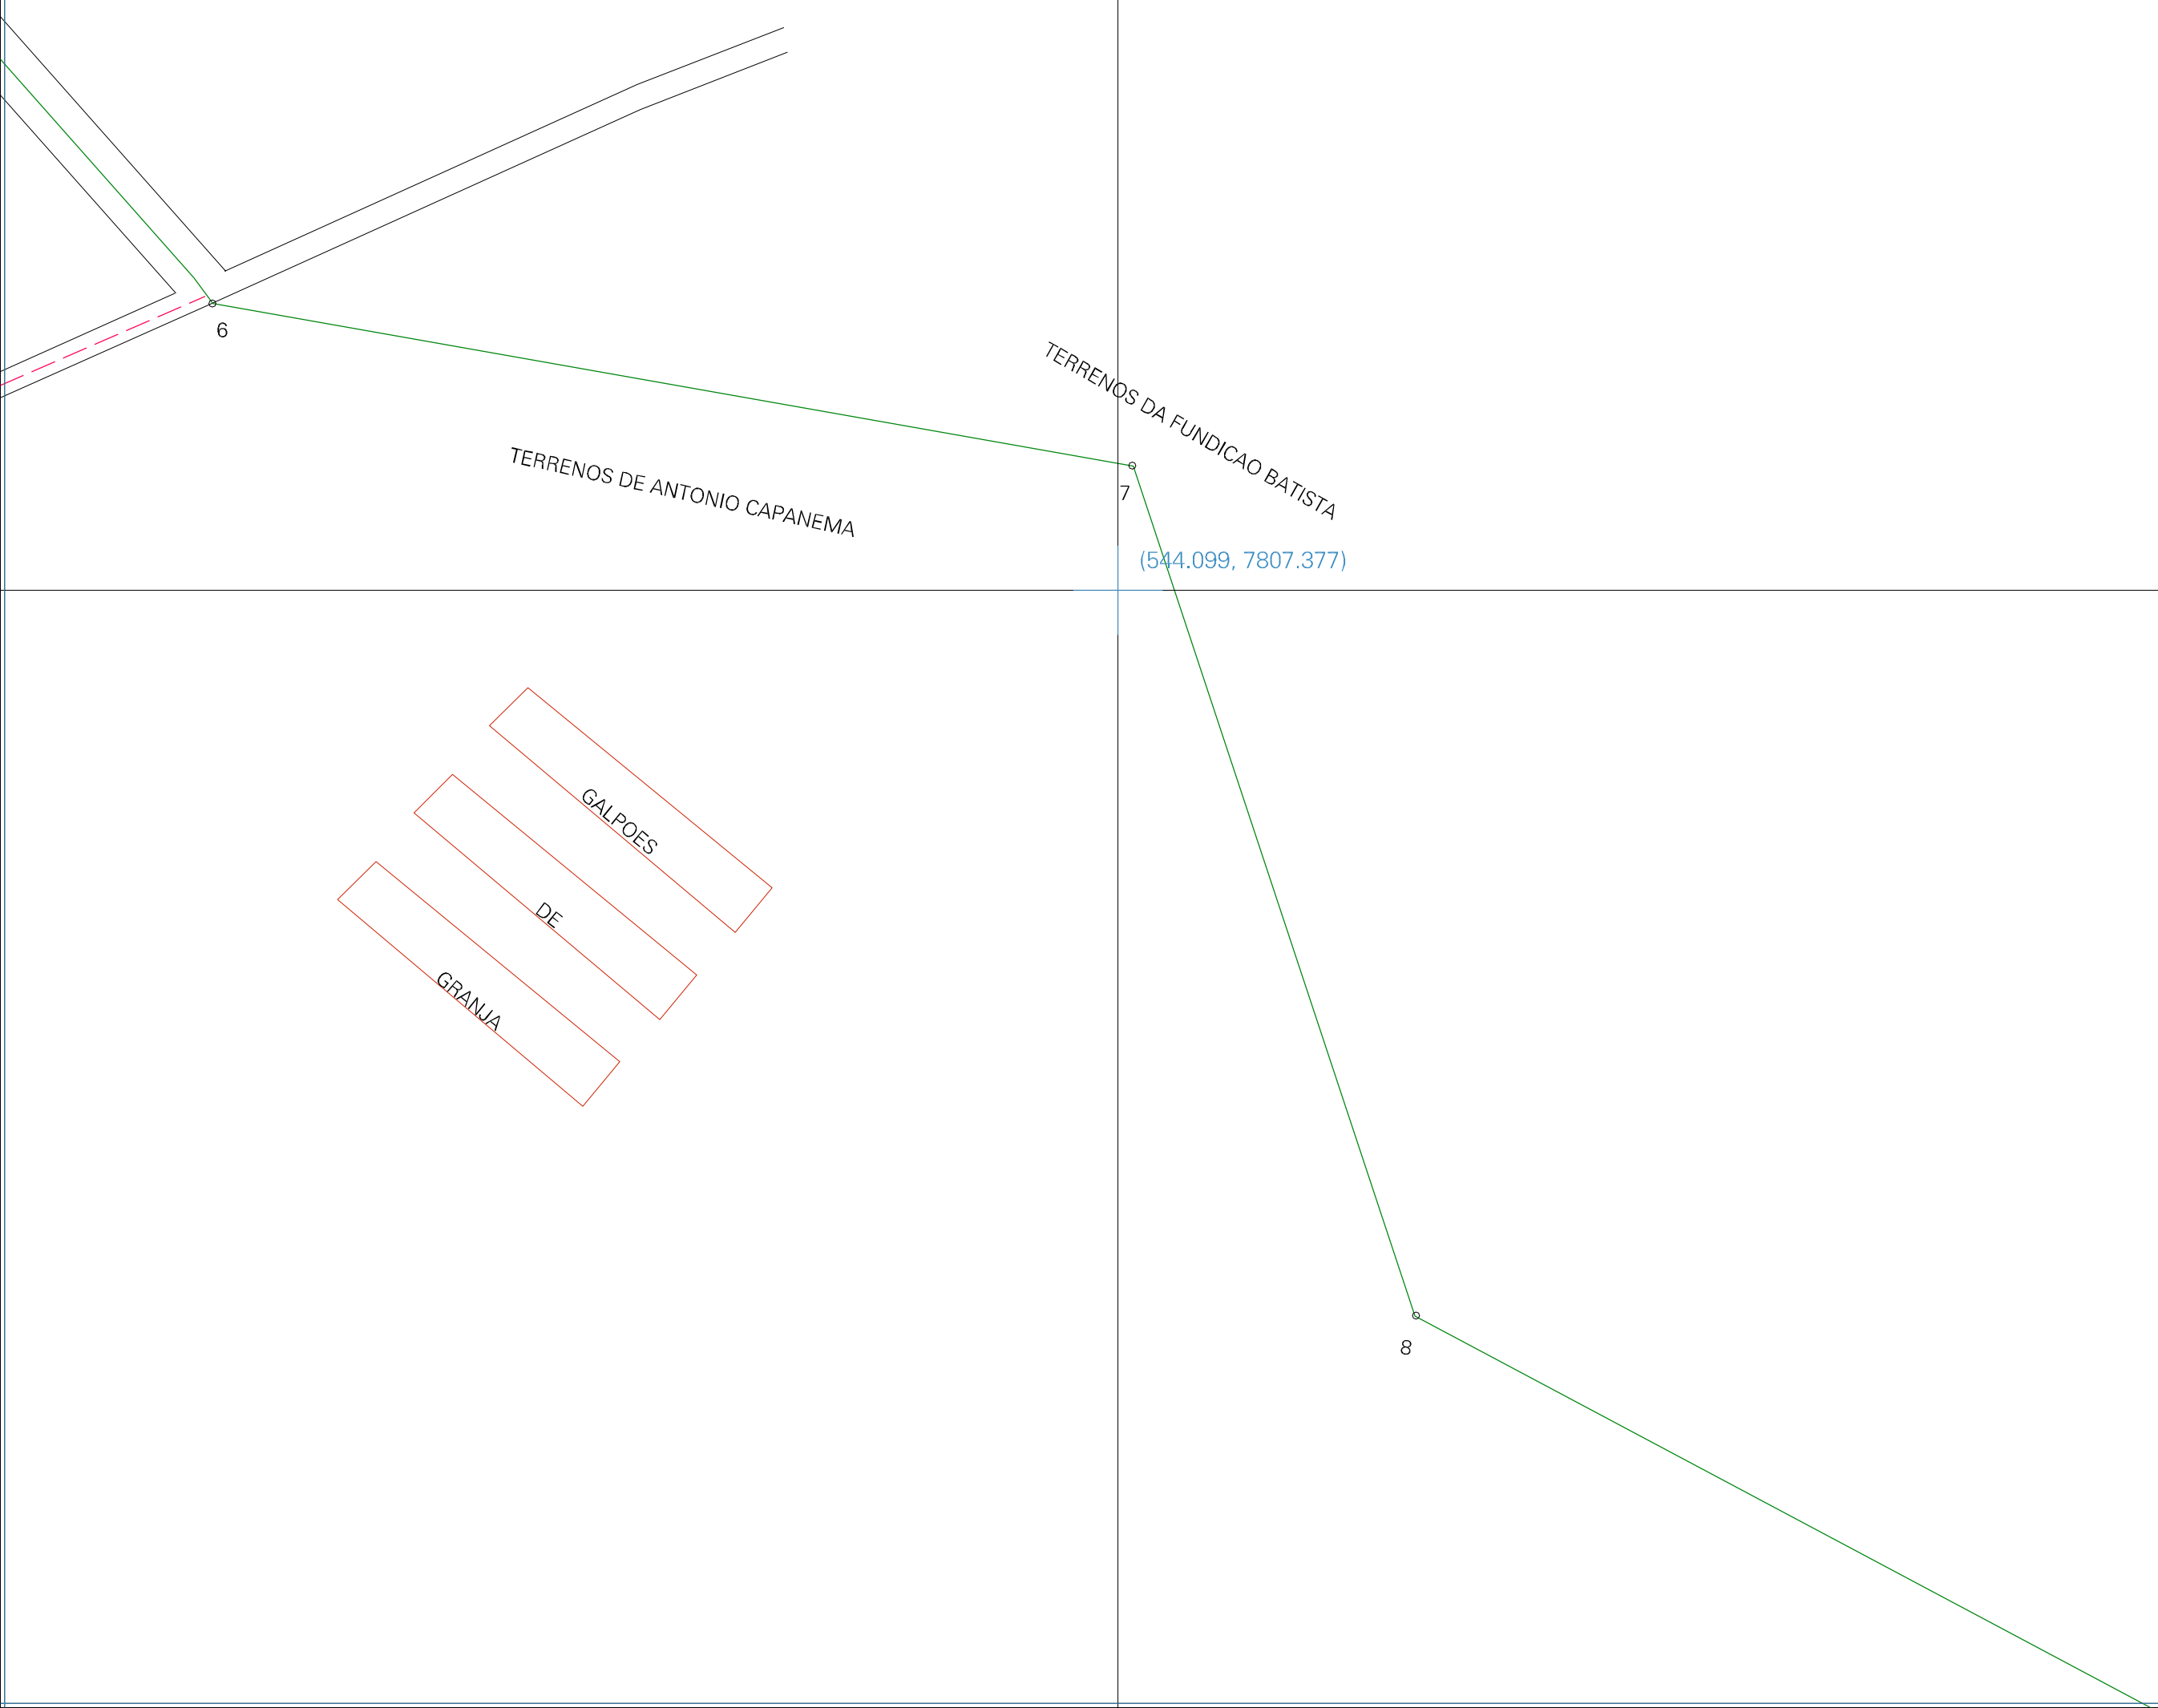 6
TERRENOS DA FUNDICAO BATISTA
TERRENOS DE ANTONIO CAPANEMA
7
(544.099, 7807.377)
GALPOES
DE
GRANJA
8